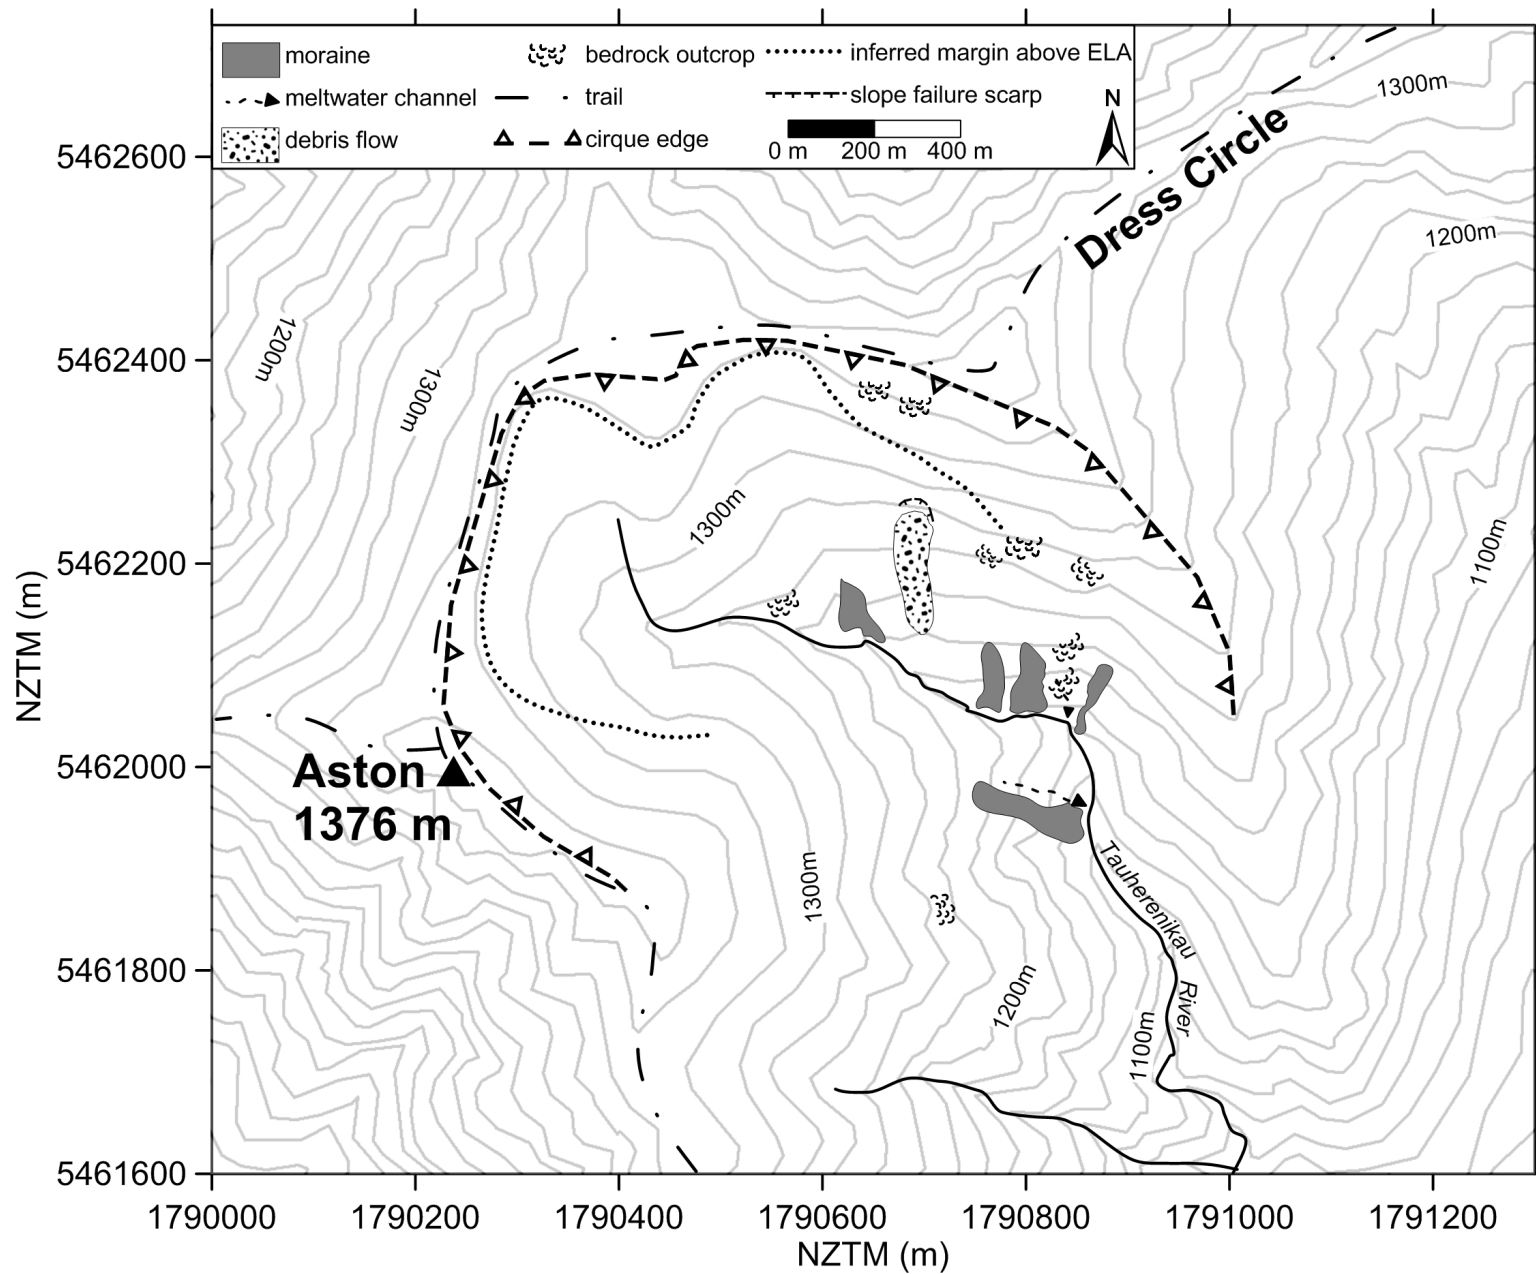 moraine
bedrock outcrop
inferred margin above ELA
meltwater channel
trail
slope failure scarp
debris flow
cirque edge
0 m 200 m 400 m
N
1300m
Dress Circle
1200m
1200m
1300m
1300m
1100m
Aston
1376 m
1300m
Tauherenikau
River
1200m
1100m
5462600
5462400
5462200
5462000
5461800
5461600
NZTM (m)
1790000 1790200 1790400 1790600 1790800 1791000 1791200
NZTM (m)